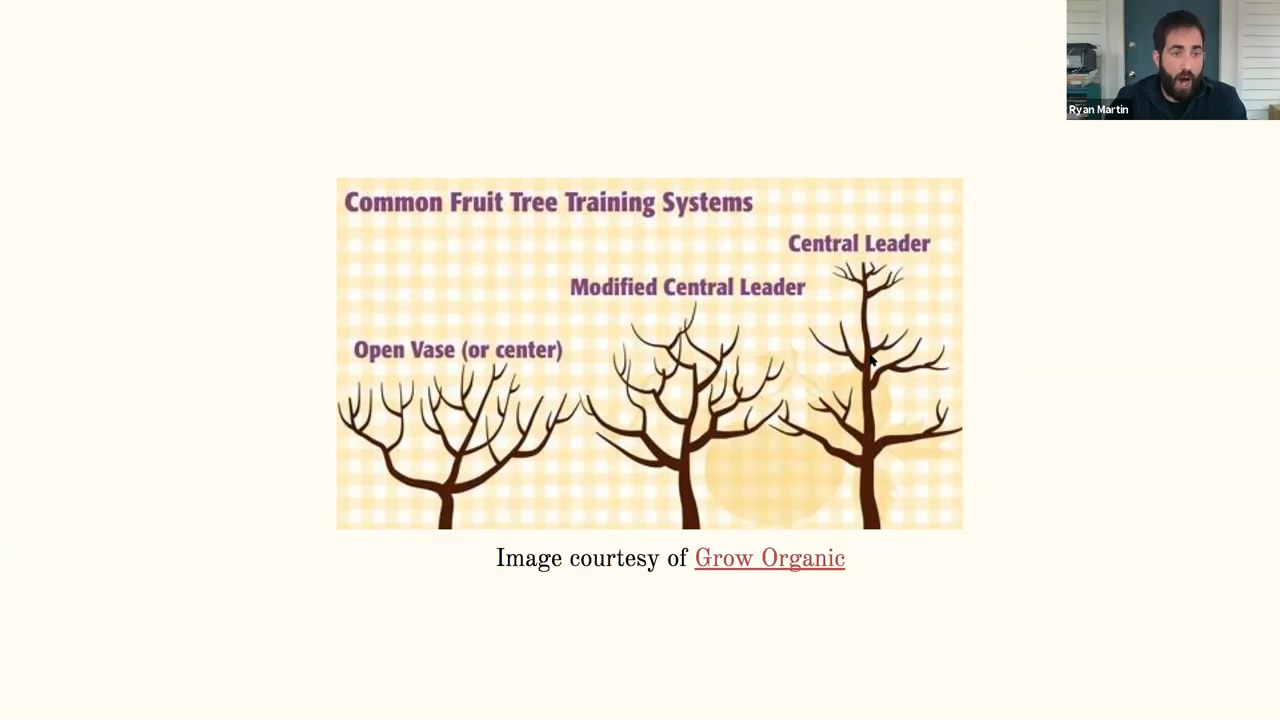 Ryan Martin
Common Fruit Tree Training Systems
Central Leader
Modified Central Leader
Open Vase (or center)
Image courtesy of Grow Organic